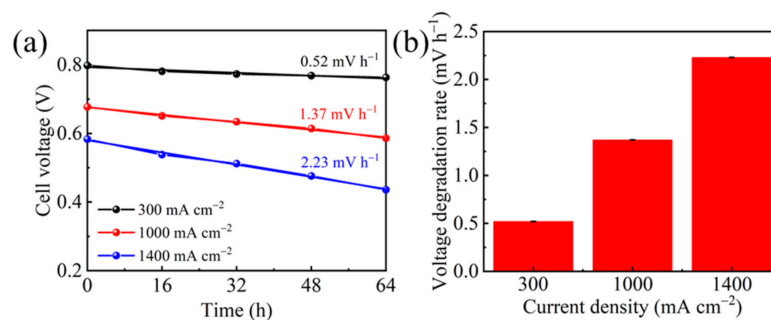 (a)
Cell voltage (V)
0.8
0.6
0.4
0.2
0.52 mV h⁻¹
1.37 mV h⁻¹
2.23 mV h⁻¹
300 mA cm⁻²
1000 mA cm⁻²
1400 mA cm⁻²
0 16 32 48 64
Time (h)
(b)
Voltage degradation rate (mV h⁻¹)
2.5
2.0
1.5
1.0
0.5
0.0
300 1000 1400
Current density (mA cm⁻²)